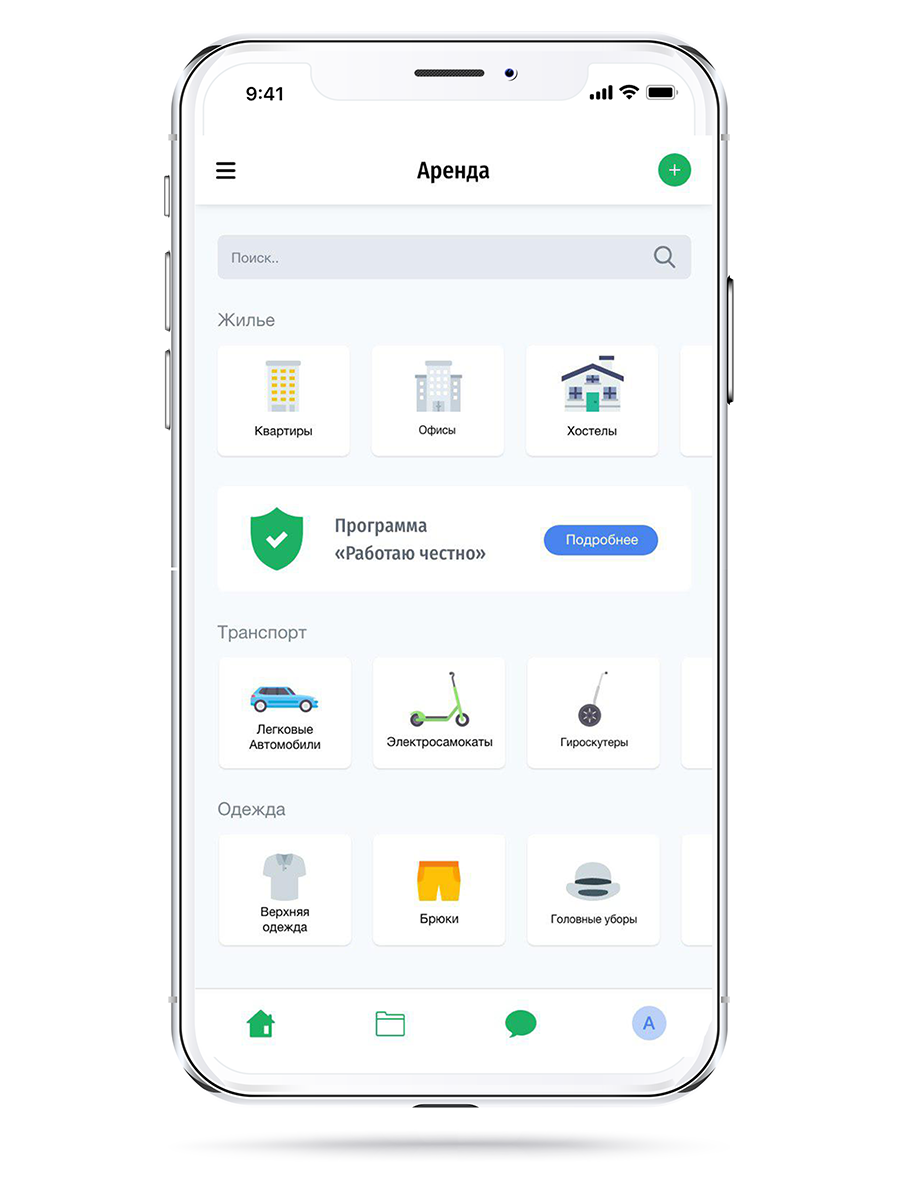 9:41
Аренда
Поиск..
Жилье
Квартиры
Офисы
Хостелы
Программа
«Работаю честно»
Подробнее
Транспорт
Легковые
Автомобили
Электросамокаты
Гироскутеры
Одежда
Верхняя
одежда
Брюки
Головные уборы
А